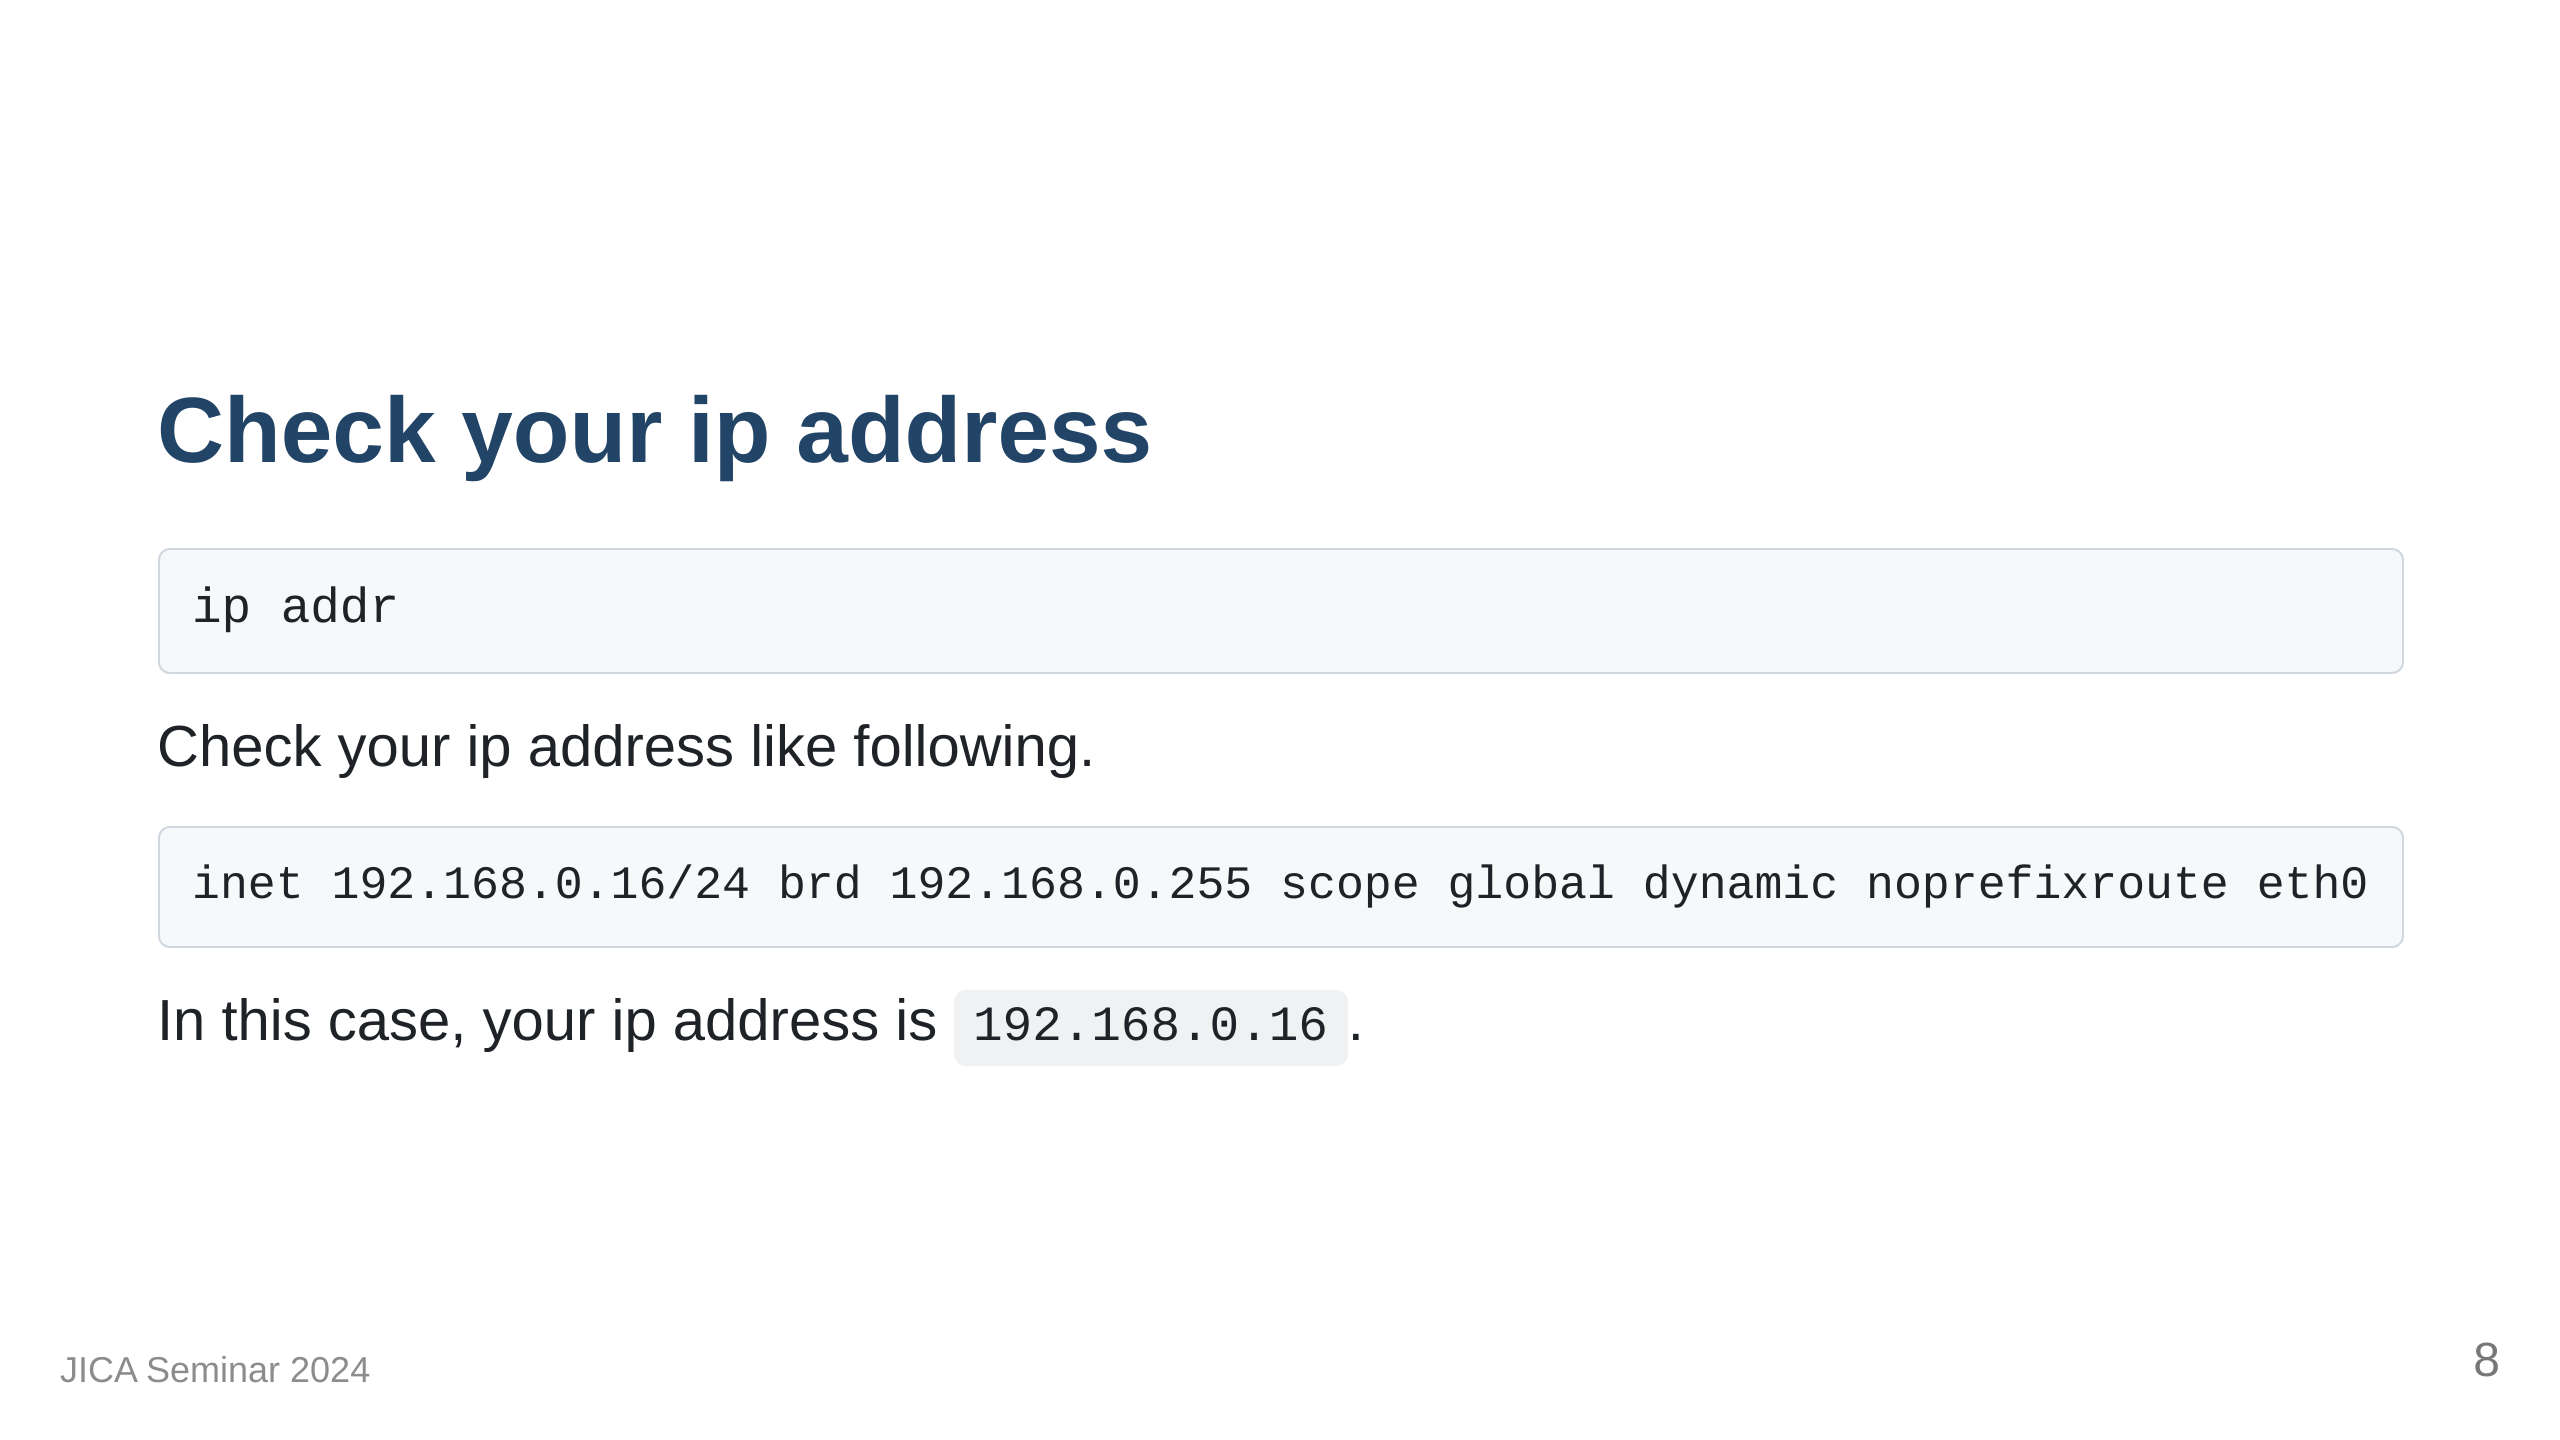 Check your ip address
ip addr
Check your ip address like following.
inet 192.168.0.16/24 brd 192.168.0.255 scope global dynamic noprefixroute eth0
In this case, your ip address is 192.168.0.16.
JICA Seminar 2024
8